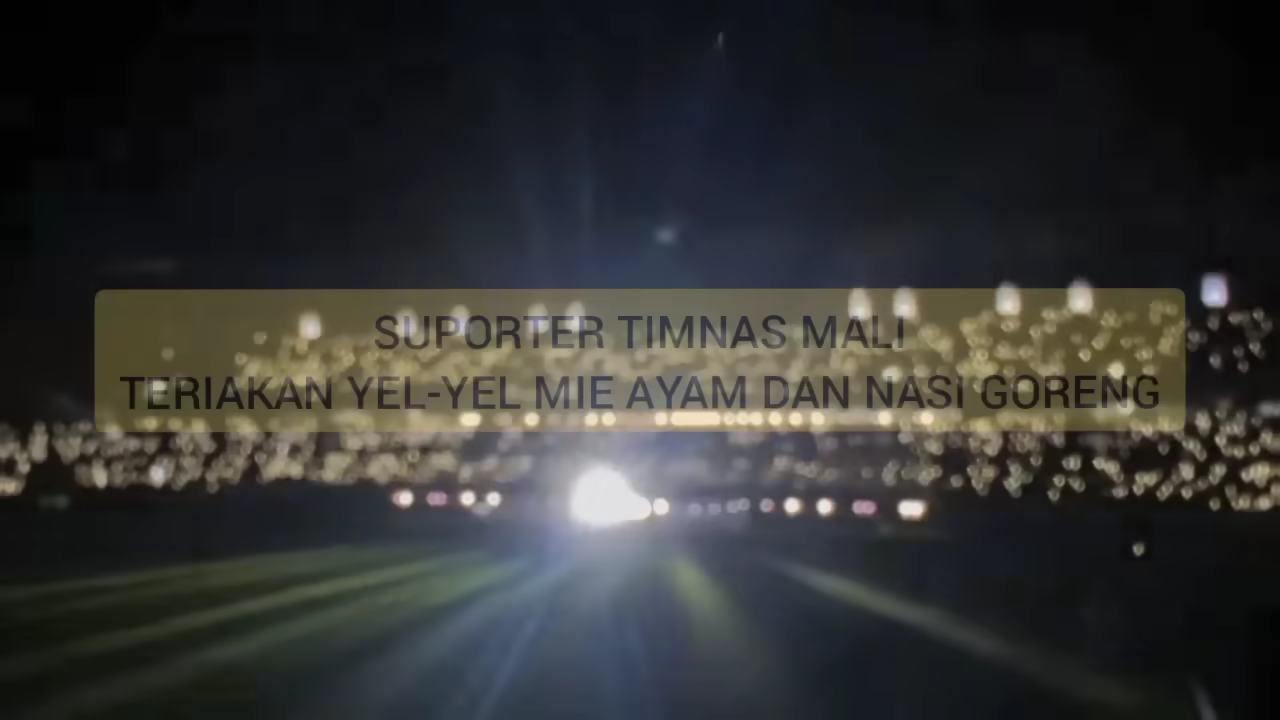 SUPORTER TIMNAS MALI
TERIAKAN YEL-YEL MIE AYAM DAN NASI GORENG